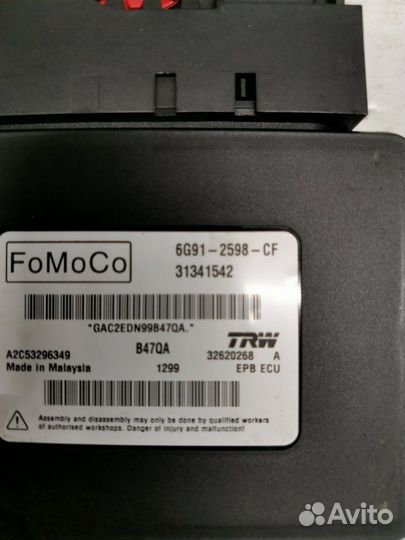 FoMoCo
6G91-2598-CF
31341542
"GAC2EDN99B47QA."
TRW
A2C53296349 B47QA 32620268 A
Made in Malaysia 1299 EPB ECU
Assembly and disassembly may only be done by qualified workers
of authorised workshops. Danger of injury and malfunction!
Avito